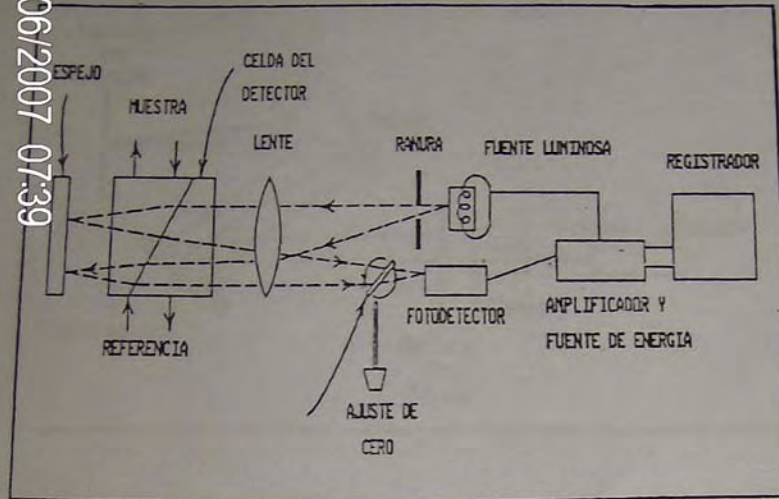 06/2007 07:39
ESPEJO
MUESTRA
CELDA DEL
DETECTOR
LENTE
RANURA
FUENTE LUMINOSA
REGISTRADOR
REFERENCIA
FOTODETECTOR
AMPLIFICADOR Y
FUENTE DE ENERGIA
AJUSTE DE
CERO